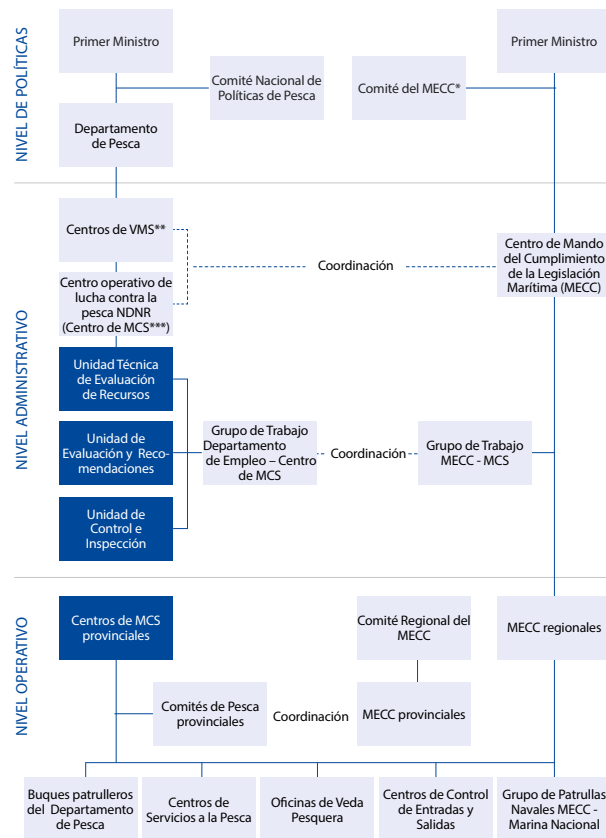 NIVEL DE POLÍTICAS
Primer Ministro
Primer Ministro
Comité Nacional de
Políticas de Pesca
Comité del MECC*
Departamento
de Pesca
NIVEL ADMINISTRATIVO
Centros de VMS**
Coordinación
Centro de Mando
del Cumplimiento
de la Legislación
Marítima (MECC)
Centro operativo de
lucha contra la
pesca NDNR
(Centro de MCS***)
Unidad Técnica
de Evaluación
de Recursos
Unidad de
Evaluación y Reco-
mendaciones
Grupo de Trabajo
Departamento
de Empleo – Centro
de MCS
Coordinación
Grupo de Trabajo
MECC - MCS
Unidad de
Control e
Inspección
NIVEL OPERATIVO
Centros de MCS
provinciales
Comité Regional del
MECC
MECC regionales
Comités de Pesca
provinciales
Coordinación
MECC provinciales
Buques patrulleros
del Departamento
de Pesca
Centros de
Servicios a la Pesca
Oficinas de Veda
Pesquera
Centros de Control
de Entradas y
Salidas
Grupo de Patrullas
Navales MECC -
Marina Nacional